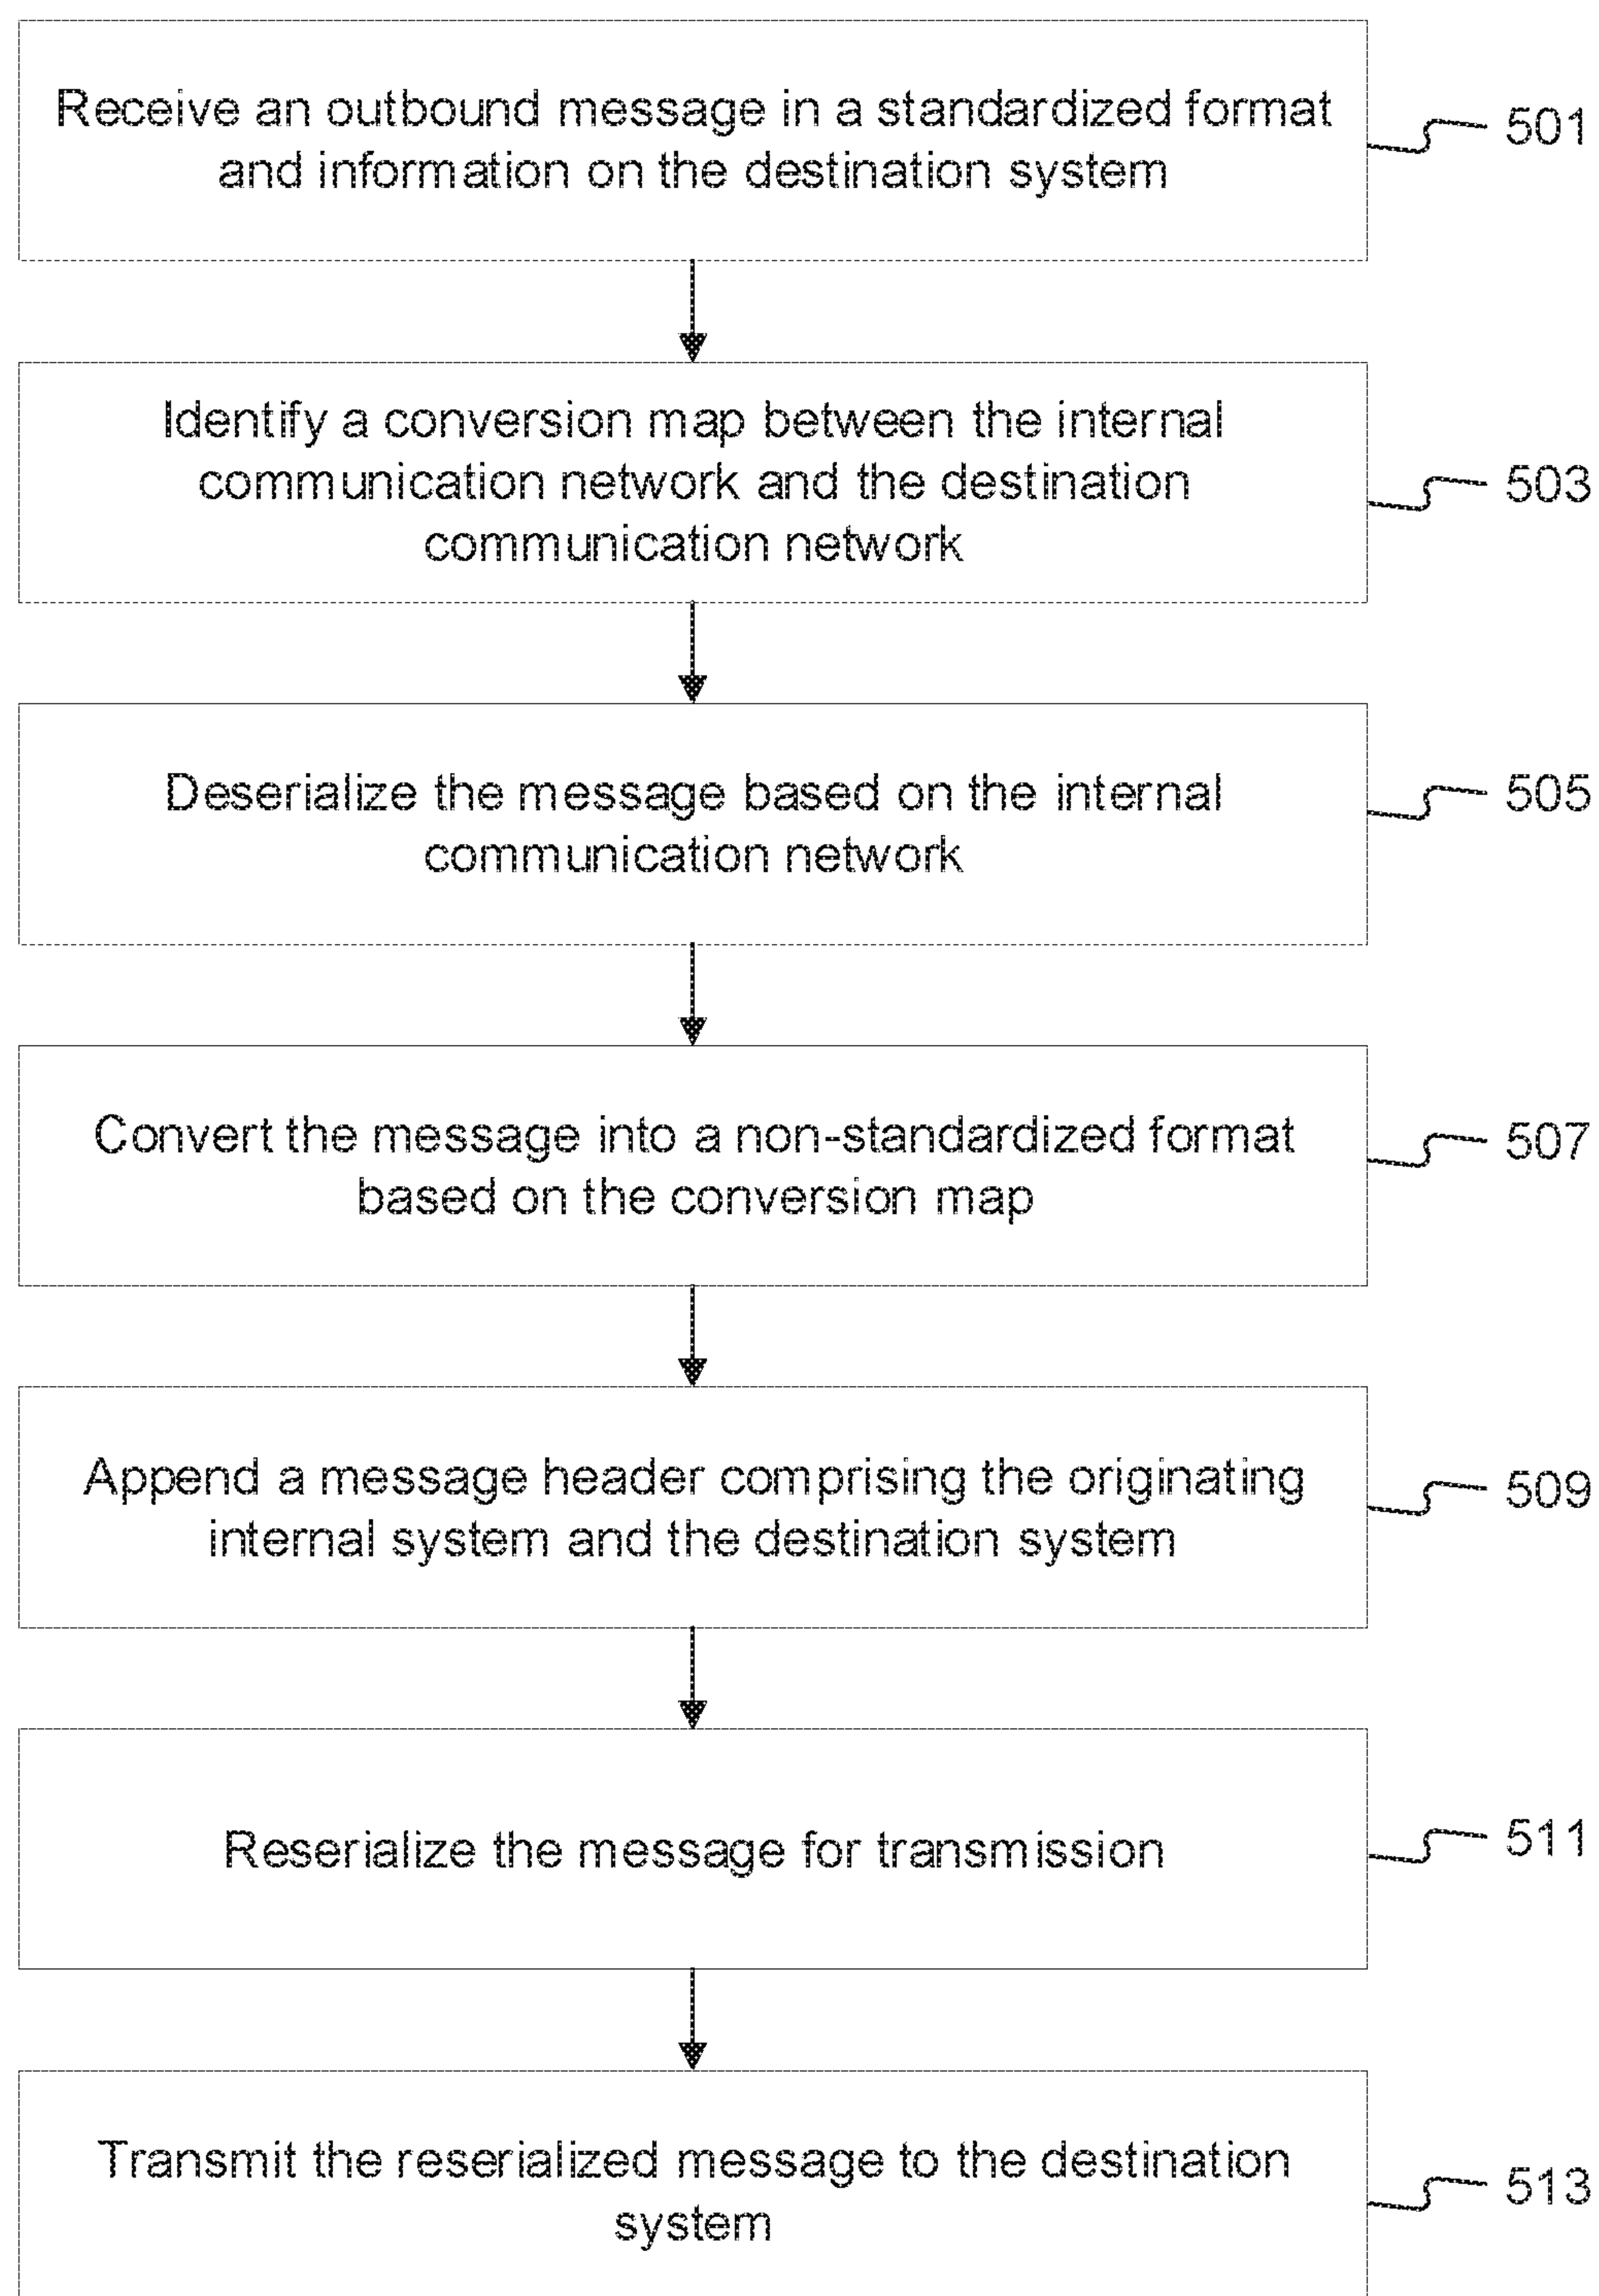 Receive an outbound message in a standardized format
and information on the destination system
501
Identify a conversion map between the internal
communication network and the destination
communication network
503
Deserialize the message based on the internal
communication network
505
Convert the message into a non-standardized format
based on the conversion map
507
Append a message header comprising the originating
internal system and the destination system
509
Reserialize the message for transmission
511
Transmit the reserialized message to the destination
system
513